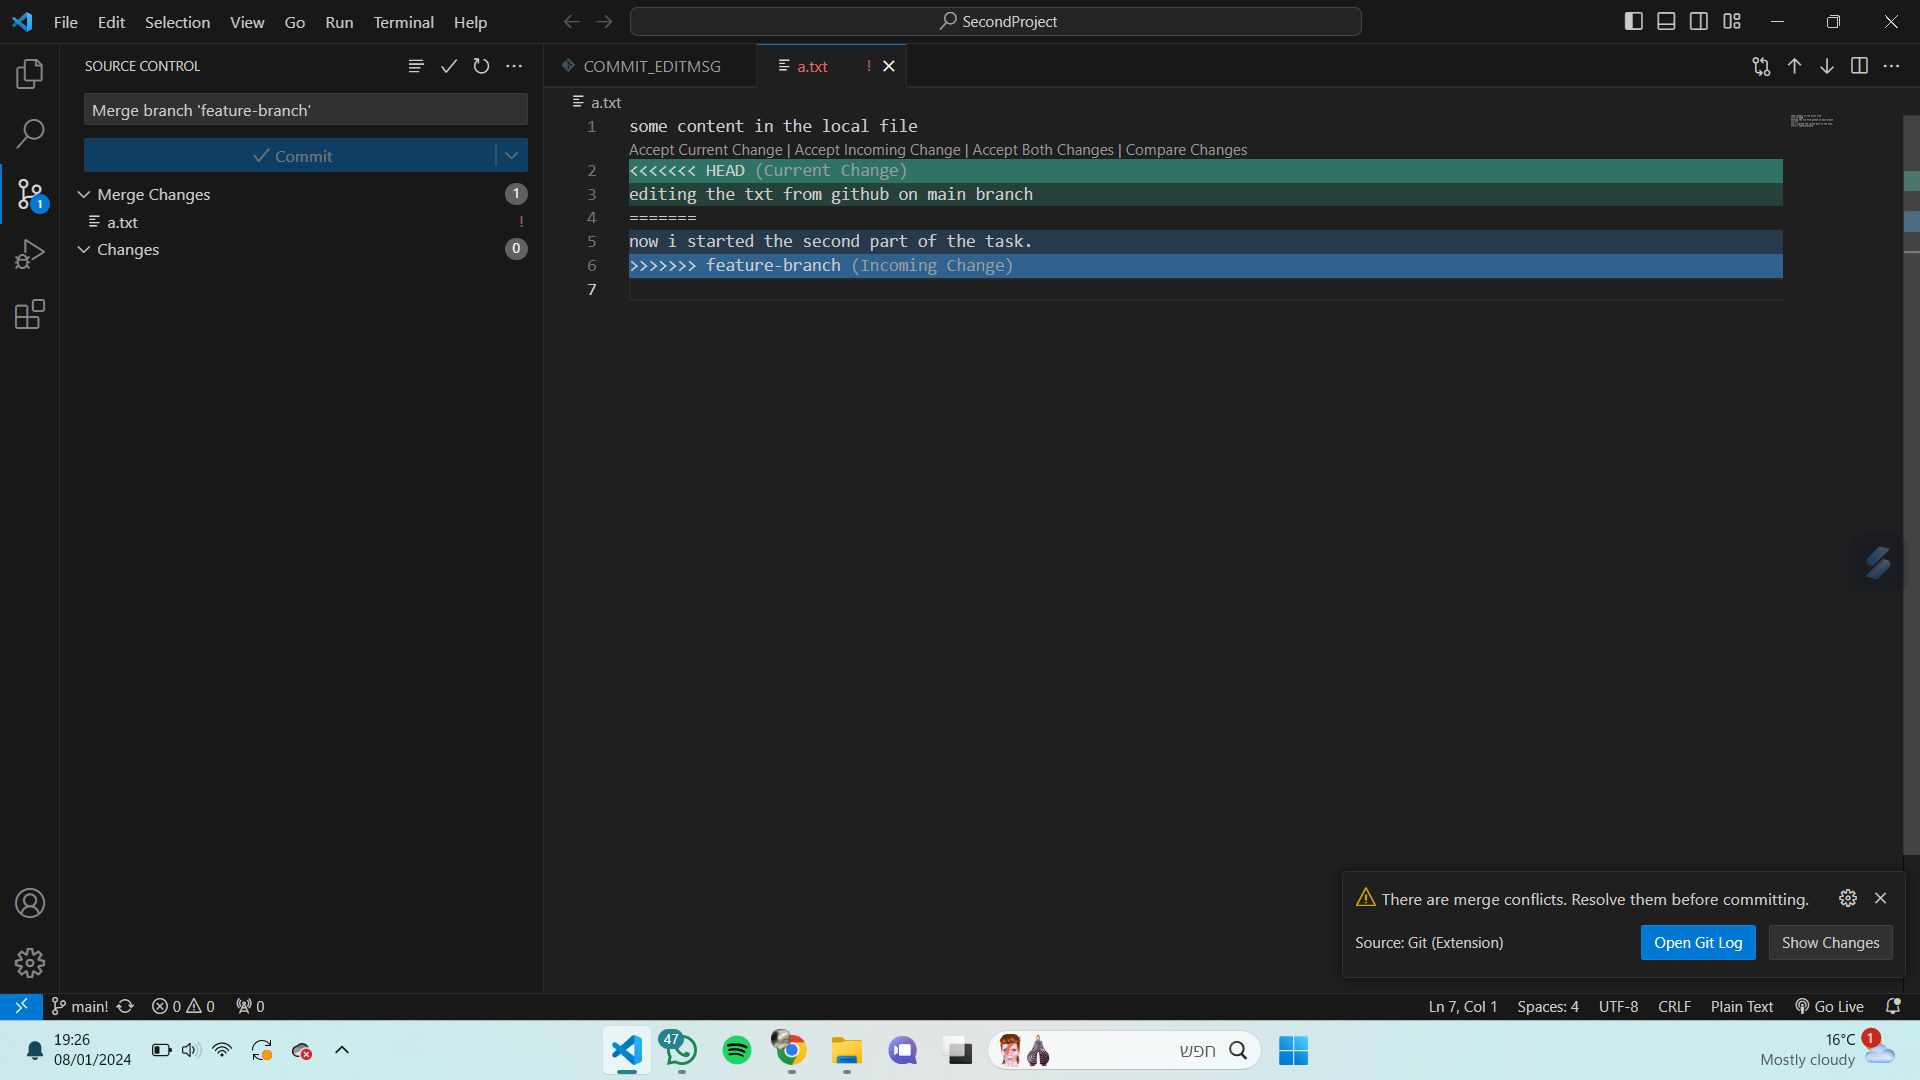 File Edit Selection View Go Run Terminal Help
SecondProject
SOURCE CONTROL
Merge branch 'feature-branch'
Commit
Merge Changes 1
a.txt !
Changes 0
1
COMMIT_EDITMSG
a.txt !
a.txt
1 some content in the local file
Accept Current Change | Accept Incoming Change | Accept Both Changes | Compare Changes
2 <<<<<<< HEAD (Current Change)
3 editing the txt from github on main branch
4 =======
5 now i started the second part of the task.
6 >>>>>>> feature-branch (Incoming Change)
7
There are merge conflicts. Resolve them before committing.
Source: Git (Extension)
Open Git Log
Show Changes
main! 0 0 0
Ln 7, Col 1 Spaces: 4 UTF-8 CRLF Plain Text Go Live
19:26
08/01/2024
47
חפש
16°C
Mostly cloudy
1